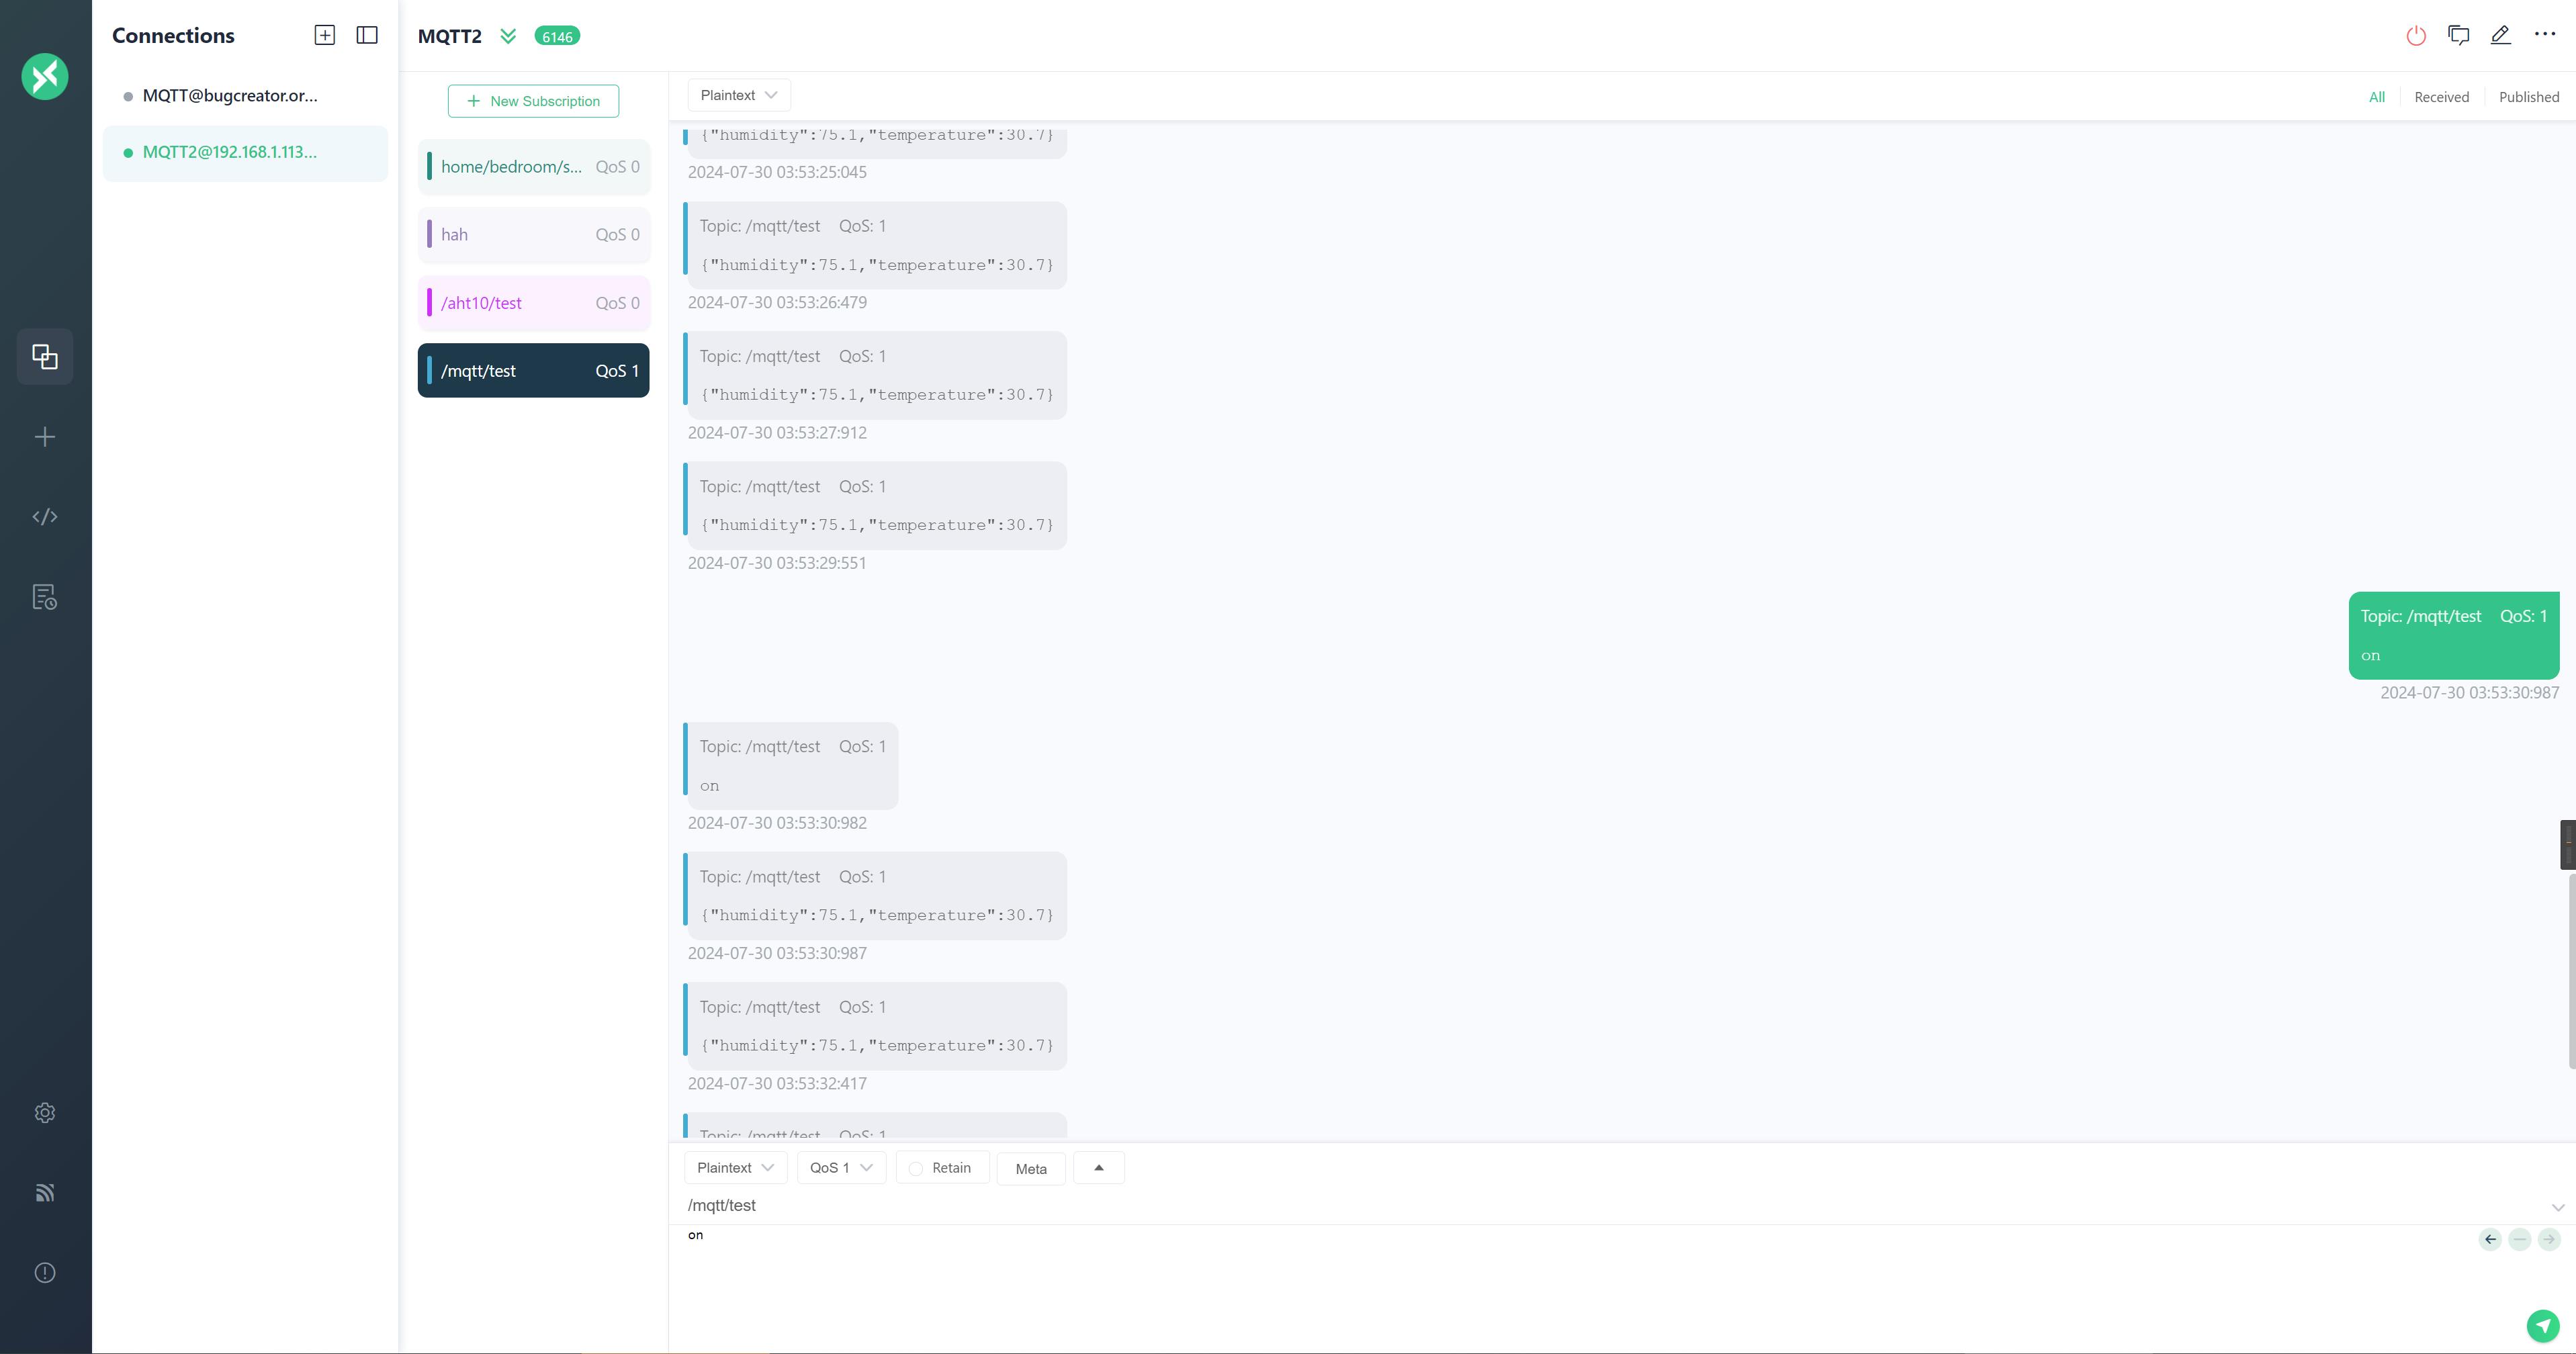 Connections
MQTT@bugcreator.or...
MQTT2@192.168.1.113...
MQTT2 6146
New Subscription
home/bedroom/s... QoS 0
hah QoS 0
/aht10/test QoS 0
/mqtt/test QoS 1
Plaintext
All Received Published
{"humidity":75.1,"temperature":30.7}
2024-07-30 03:53:25:045
Topic: /mqtt/test QoS: 1
{"humidity":75.1,"temperature":30.7}
2024-07-30 03:53:26:479
Topic: /mqtt/test QoS: 1
{"humidity":75.1,"temperature":30.7}
2024-07-30 03:53:27:912
Topic: /mqtt/test QoS: 1
{"humidity":75.1,"temperature":30.7}
2024-07-30 03:53:29:551
Topic: /mqtt/test QoS: 1
on
2024-07-30 03:53:30:987
Topic: /mqtt/test QoS: 1
on
2024-07-30 03:53:30:982
Topic: /mqtt/test QoS: 1
{"humidity":75.1,"temperature":30.7}
2024-07-30 03:53:30:987
Topic: /mqtt/test QoS: 1
{"humidity":75.1,"temperature":30.7}
2024-07-30 03:53:32:417
Topic: /mqtt/test QoS: 1
Plaintext QoS 1 Retain Meta
/mqtt/test
on